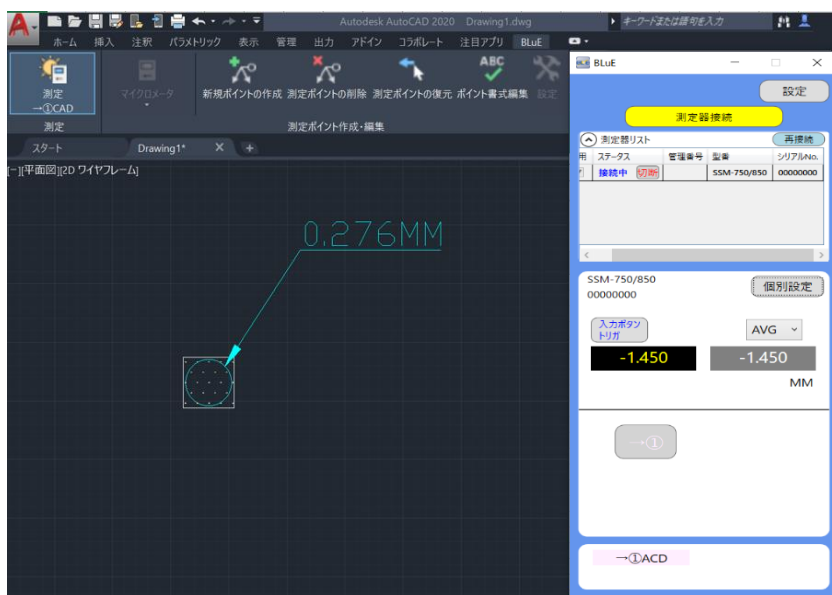 Autodesk AutoCAD 2020 Drawing1.dwg
キーワードまたは語句を入力
ホーム 挿入 注釈 パラメトリック 表示 管理 出力 アドイン コラボレート 注目アプリ BLuE
測定
→①CAD
マイクロメータ
新規ポイントの作成 測定ポイントの削除 測定ポイントの復元 ポイント書式編集 設定
ABC
測定
測定ポイント作成・編集
スタート
Drawing1*
[−][平面図][2D ワイヤフレーム]
0.276MM
BLuE
設定
測定器接続
測定器リスト
再接続
用 ステータス 管理番号 型番 シリアルNo.
接続中 切断 SSM-750/850 00000000
SSM-750/850
00000000
個別設定
入力ボタン
トリガ
AVG
-1.450
-1.450
MM
→①
→①ACD